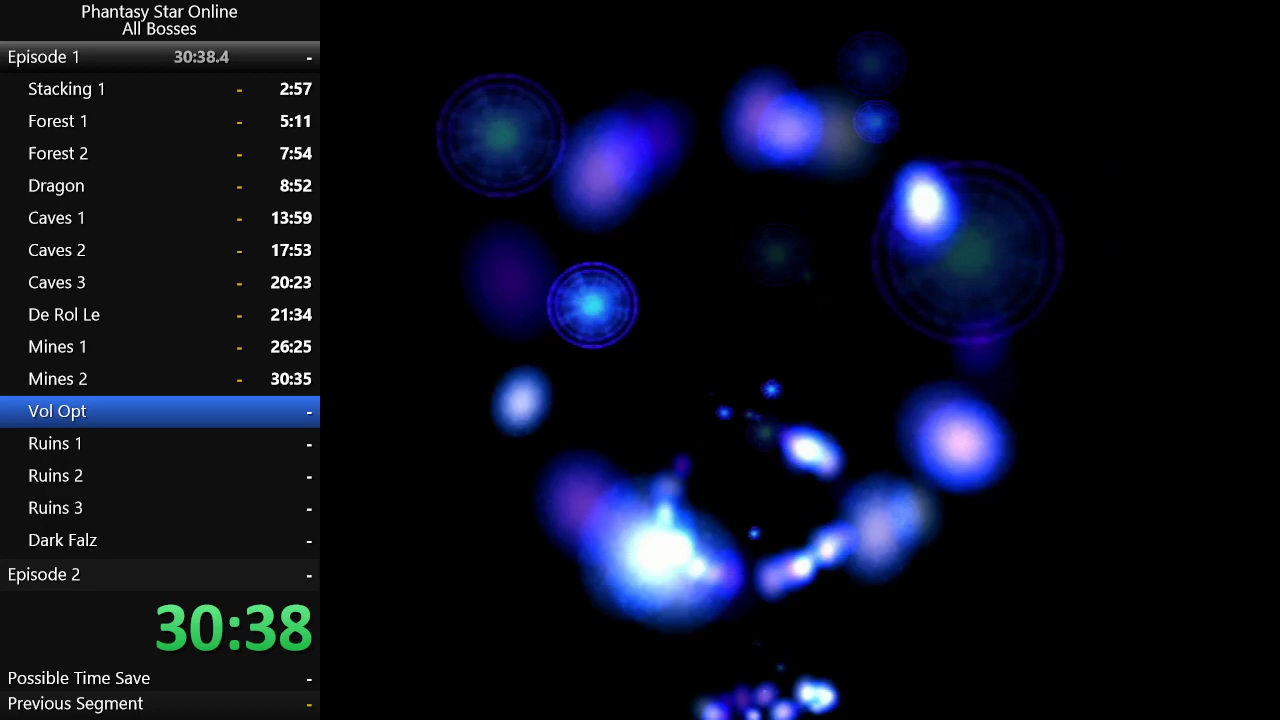 Phantasy Star Online
All Bosses
Episode 1 30:38.4 -
Stacking 1 - 2:57
Forest 1 - 5:11
Forest 2 - 7:54
Dragon - 8:52
Caves 1 - 13:59
Caves 2 - 17:53
Caves 3 - 20:23
De Rol Le - 21:34
Mines 1 - 26:25
Mines 2 - 30:35
Vol Opt -
Ruins 1 -
Ruins 2 -
Ruins 3 -
Dark Falz -
Episode 2 -
30:38
Possible Time Save -
Previous Segment -